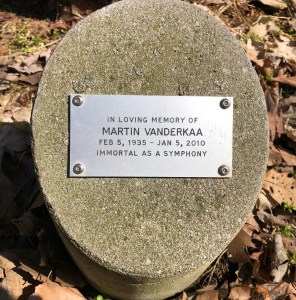 IN LOVING MEMORY OF
MARTIN VANDERKAA
FEB 5, 1935 – JAN 5, 2010
IMMORTAL AS A SYMPHONY